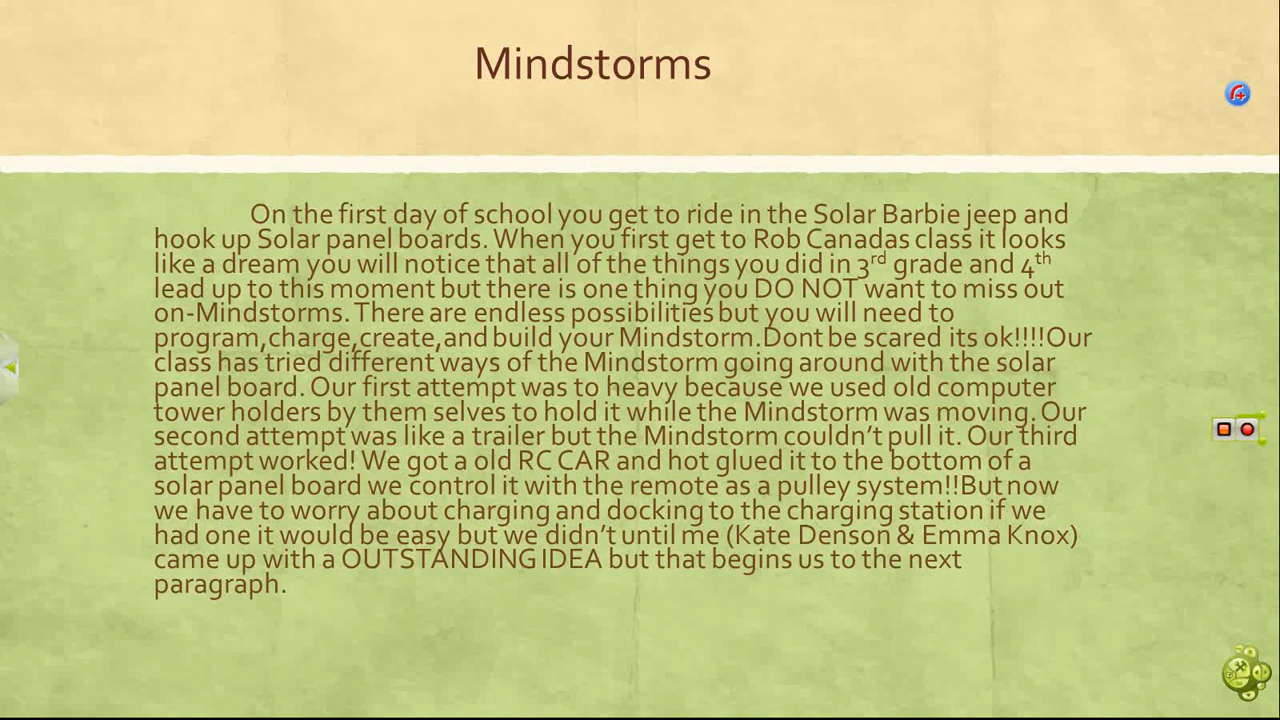 Mindstorms
On the first day of school you get to ride in the Solar Barbie jeep and
hook up Solar panel boards. When you first get to Rob Canadas class it looks
like a dream you will notice that all of the things you did in 3rd grade and 4th
lead up to this moment but there is one thing you DO NOT want to miss out
on-Mindstorms. There are endless possibilities but you will need to
program,charge,create,and build your Mindstorm.Dont be scared its ok!!!!Our
class has tried different ways of the Mindstorm going around with the solar
panel board. Our first attempt was to heavy because we used old computer
tower holders by them selves to hold it while the Mindstorm was moving. Our
second attempt was like a trailer but the Mindstorm couldn’t pull it. Our third
attempt worked! We got a old RC CAR and hot glued it to the bottom of a
solar panel board we control it with the remote as a pulley system!!But now
we have to worry about charging and docking to the charging station if we
had one it would be easy but we didn’t until me (Kate Denson & Emma Knox)
came up with a OUTSTANDING IDEA but that begins us to the next
paragraph.